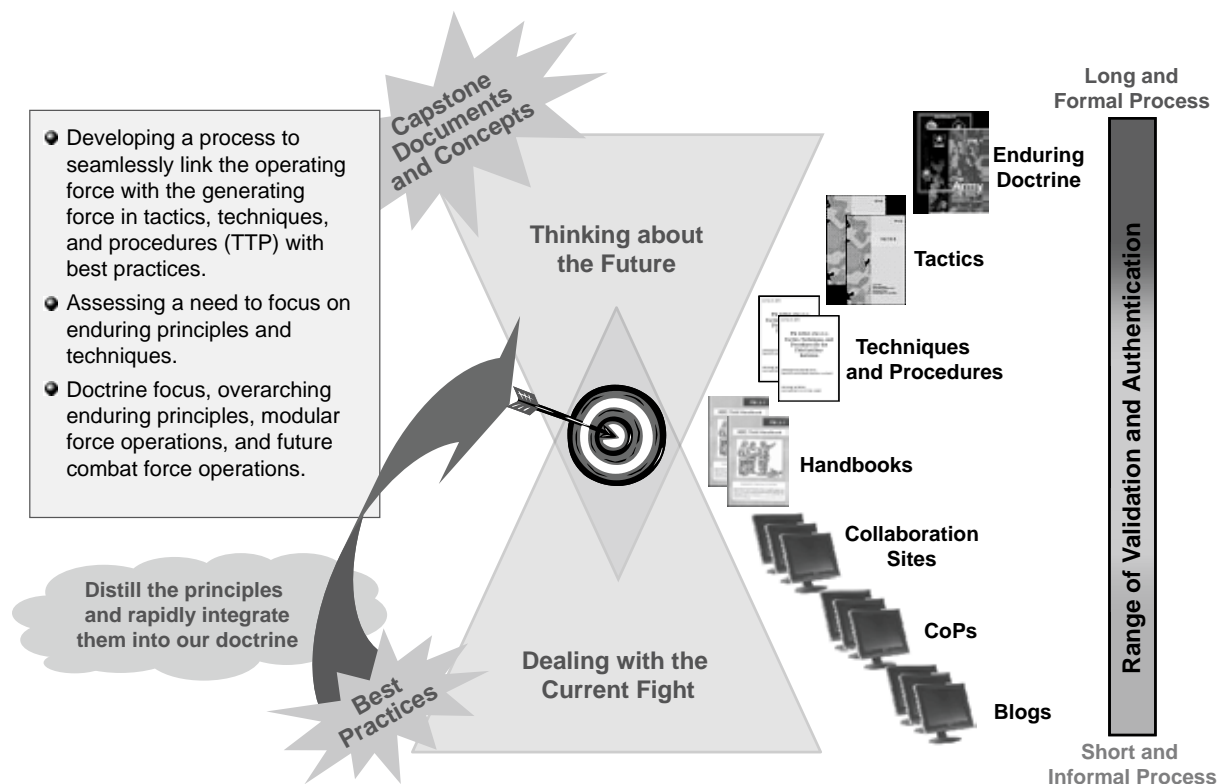 Capstone
Documents
and Concepts
Developing a process to
seamlessly link the operating
force with the generating
force in tactics, techniques,
and procedures (TTP) with
best practices.
Assessing a need to focus on
enduring principles and
techniques.
Doctrine focus, overarching
enduring principles, modular
force operations, and future
combat force operations.
Distill the principles
and rapidly integrate
them into our doctrine
Best
Practices
Thinking about
the Future
Dealing with the
Current Fight
Army
Enduring
Doctrine
Tactics
Techniques
and Procedures
Handbooks
Collaboration
Sites
CoPs
Blogs
Long and
Formal Process
Range of Validation and Authentication
Short and
Informal Process